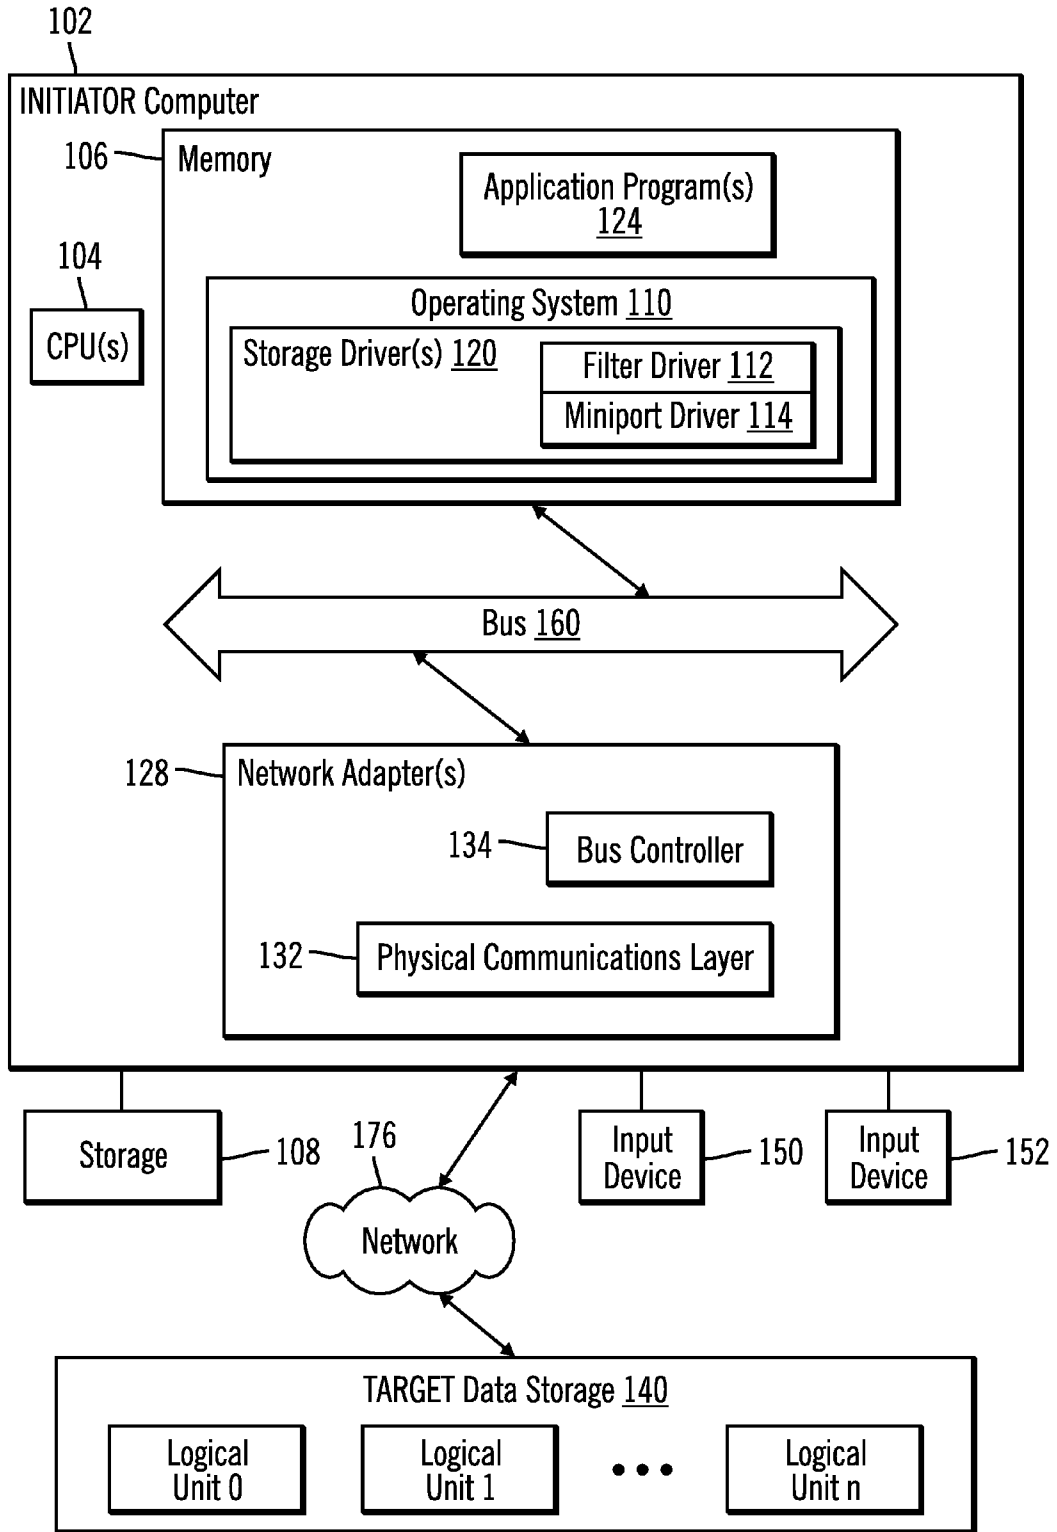 102
INITIATOR Computer
106
Memory
Application Program(s)
124
104
CPU(s)
Operating System 110
Storage Driver(s) 120
Filter Driver 112
Miniport Driver 114
Bus 160
128
Network Adapter(s)
134
Bus Controller
132
Physical Communications Layer
Storage
108
176
Input
Device
150
Input
Device
152
Network
TARGET Data Storage 140
Logical
Unit 0
Logical
Unit 1
•••
Logical
Unit n